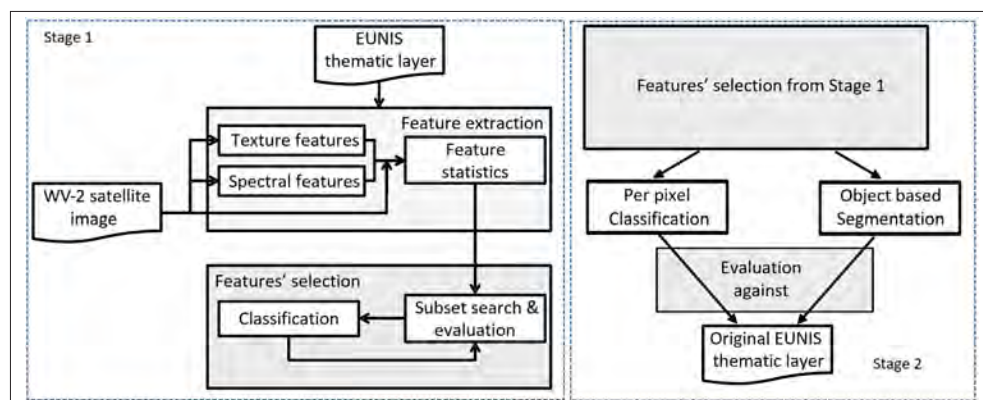 Stage 1
EUNIS
thematic layer
Feature extraction
Texture features
Spectral features
Feature
statistics
WV-2 satellite
image
Features' selection
Classification
Subset search &
evaluation
Features' selection from Stage 1
Per pixel
Classification
Object based
Segmentation
Evaluation
against
Original EUNIS
thematic layer
Stage 2